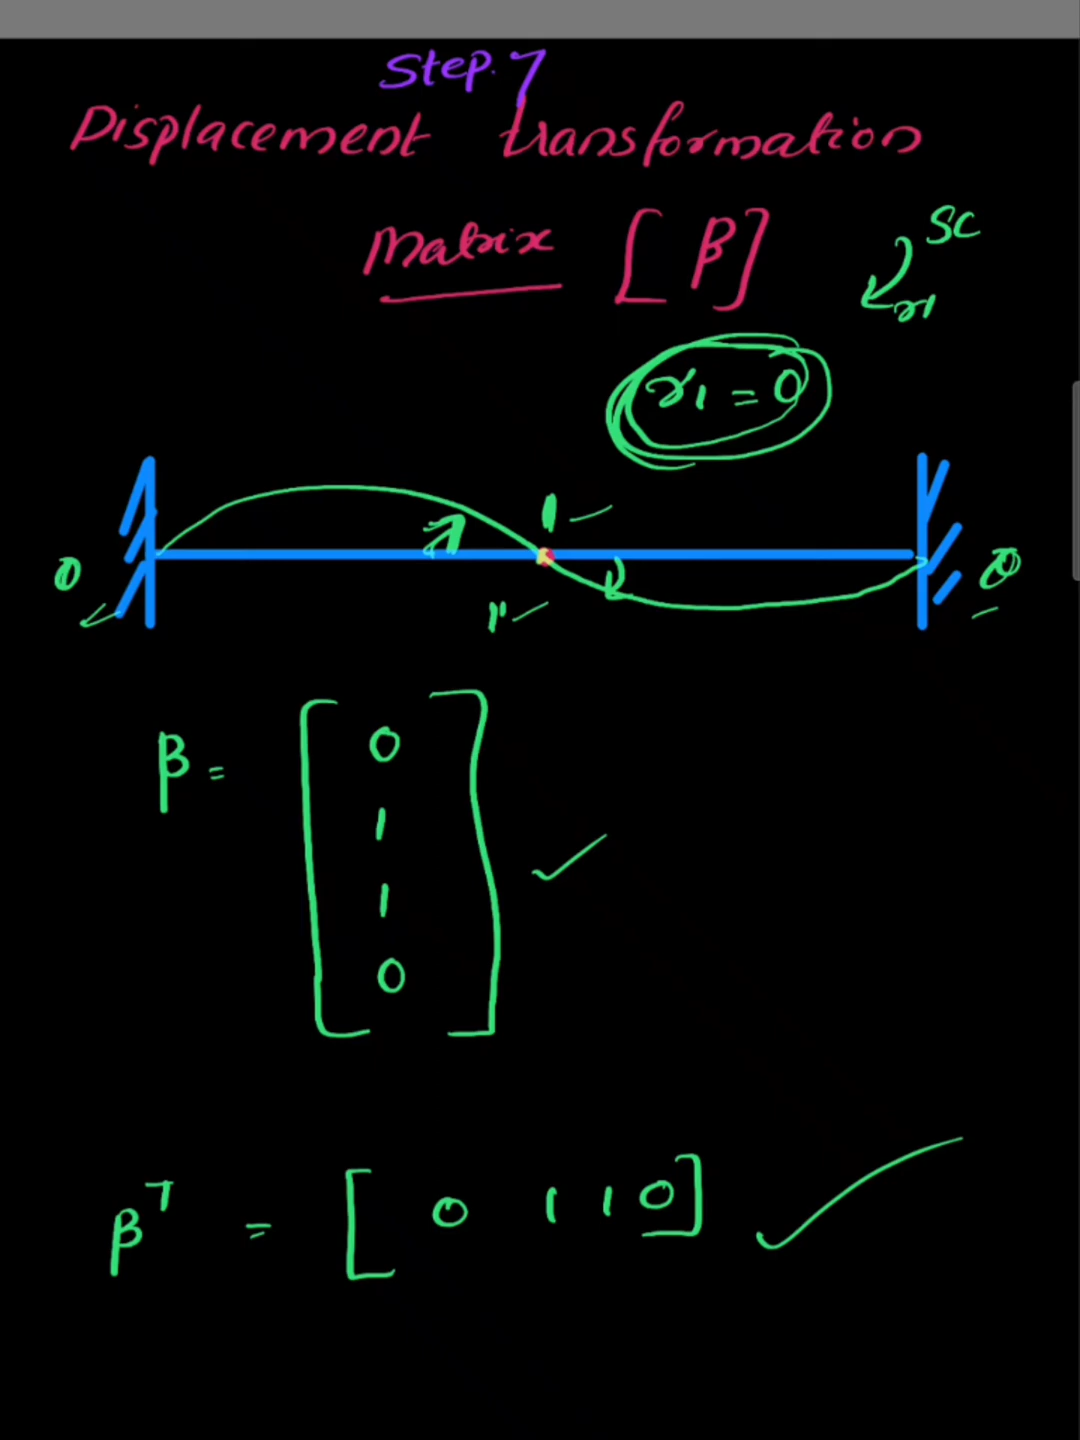 Step. 7
Displacement transformation
Matrix [β]
SC
r1
r1 = 0
1
0
0
1
β =
0
1
1
0
β^T = [0 1 1 0]